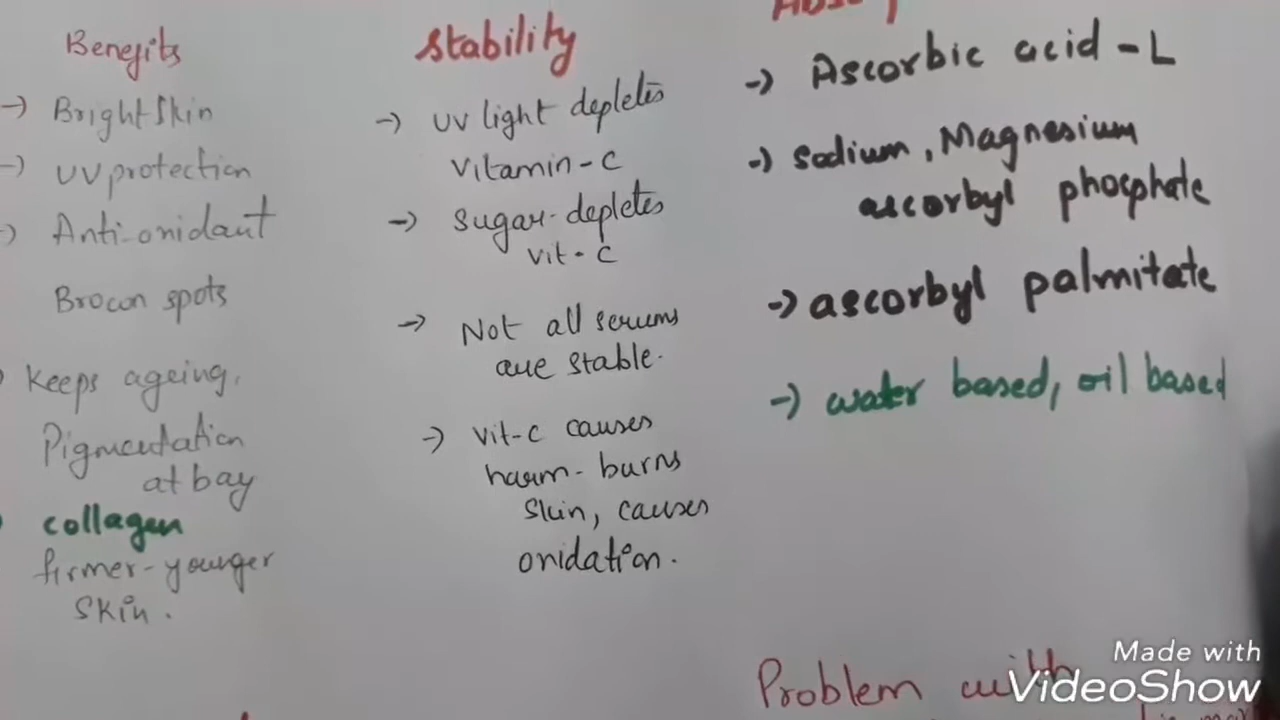 Benefits
→ Bright skin
→ UV protection
→ Anti-oxidant
Brown spots
keeps ageing,
Pigmentation
at bay
collagen
firmer-younger
skin.
Stability
→ UV light depletes
Vitamin-C
→ Sugar-depletes
Vit-C
→ Not all serums
are stable.
→ Vit-c causes
harm-burns
skin, causes
oxidation.
→ Ascorbic acid-L
→ Sodium, Magnesium
ascorbyl phosphate
→ ascorbyl palmitate
→ water based, oil based
Problem with
Made with
VideoShow